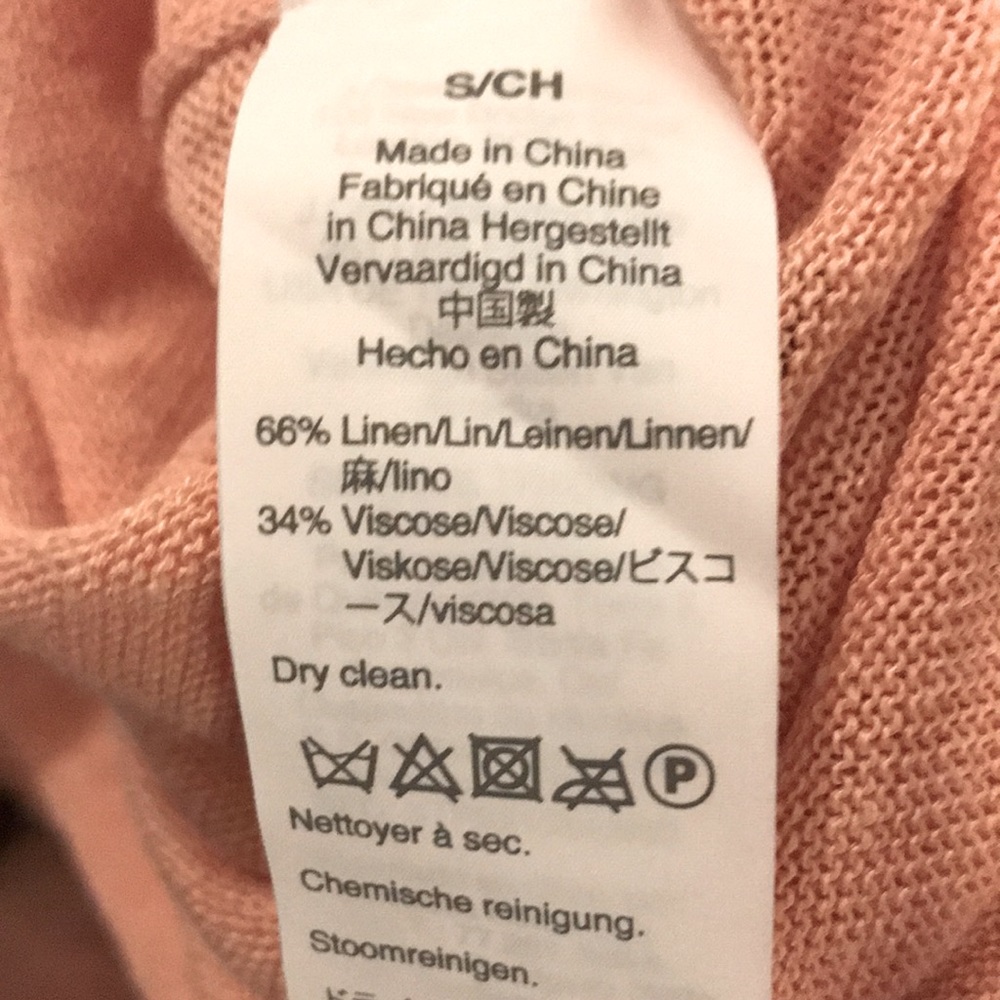 S/CH
Made in China
Fabriqué en Chine
in China Hergestellt
Vervaardigd in China
中国製
Hecho en China
66% Linen/Lin/Leinen/Linnen/
麻/lino
34% Viscose/Viscose/
Viskose/Viscose/ビスコ
ース/viscosa
Dry clean.
P
Nettoyer à sec.
Chemische reinigung.
Stoomreinigen.